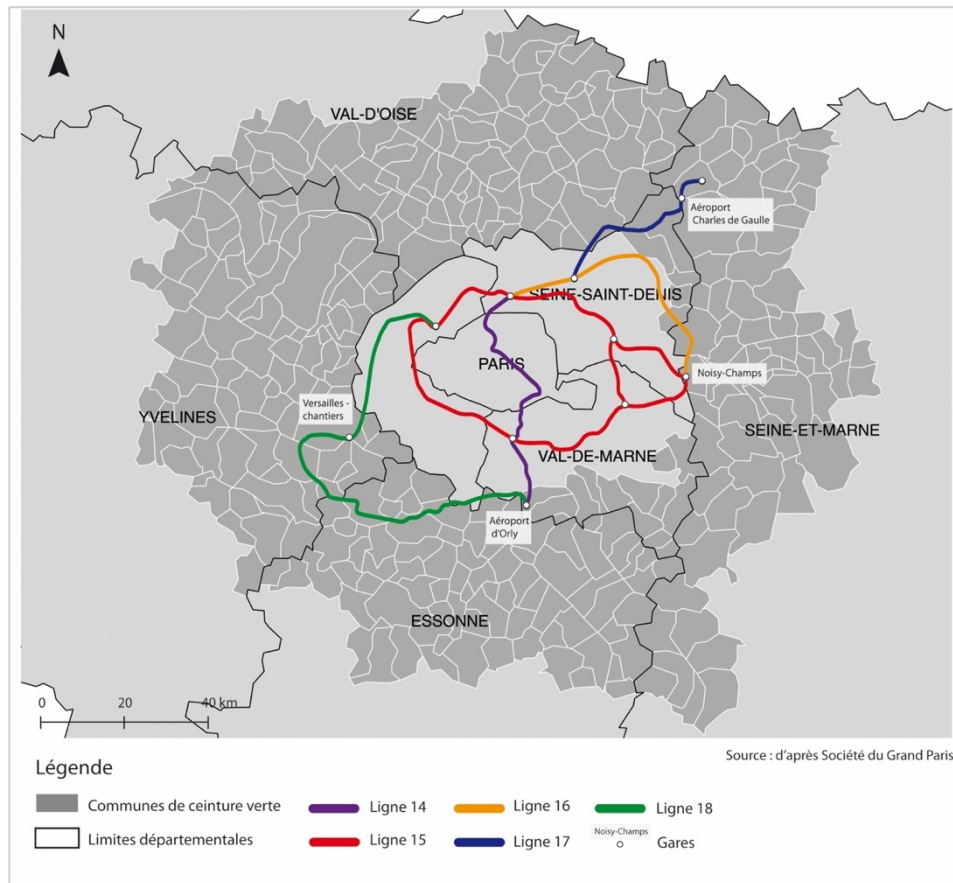 N
VAL-D'OISE
Aéroport
Charles de Gaulle
SEINE-SAINT-DENIS
PARIS
Noisy-Champs
Versailles -
chantiers
YVELINES
SEINE-ET-MARNE
VAL-DE-MARNE
Aéroport
d'Orly
ESSONNE
0 20 40 km
Source : d'après Société du Grand Paris
Légende
Communes de ceinture verte
Limites départementales
Ligne 14
Ligne 15
Ligne 16
Ligne 17
Ligne 18
Noisy-Champs
Gares